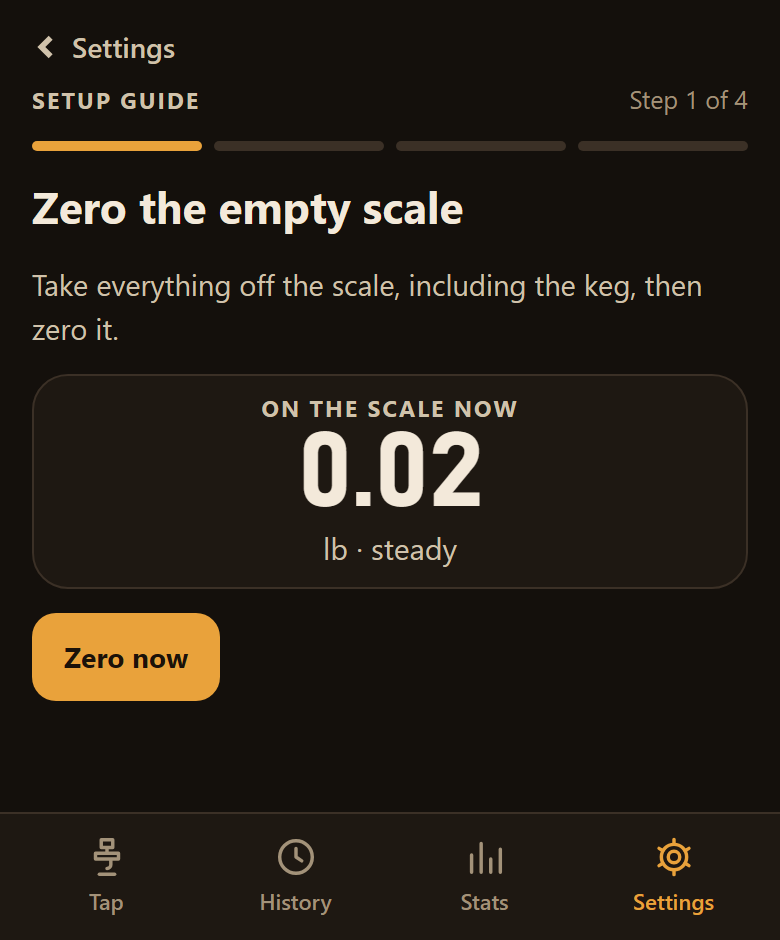 Settings
SETUP GUIDE
Step 1 of 4
Zero the empty scale
Take everything off the scale, including the keg, then
zero it.
ON THE SCALE NOW
0.02
lb · steady
Zero now
Tap
History
Stats
Settings